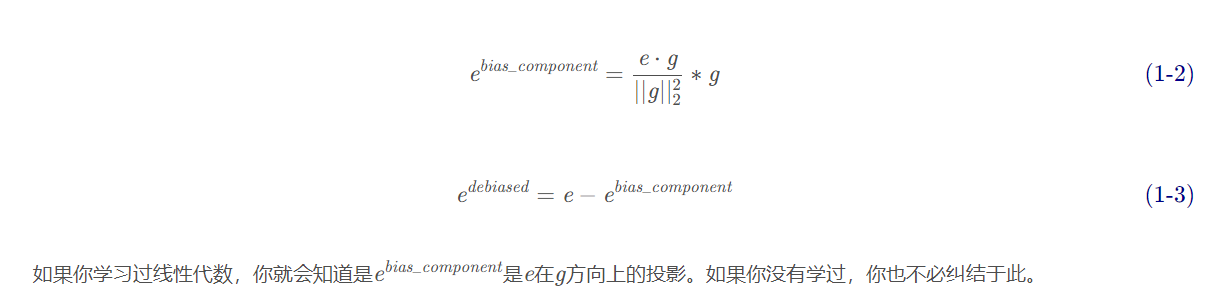 $e^{bias\_component} = \frac{e \cdot g}{||g||_2^2} * g$ (1-2)
$e^{debiased} = e - e^{bias\_component}$ (1-3)
如果你学习过线性代数，你就会知道是$e^{bias\_component}$是$e$在$g$方向上的投影。如果你没有学过，你也不必纠结于此。